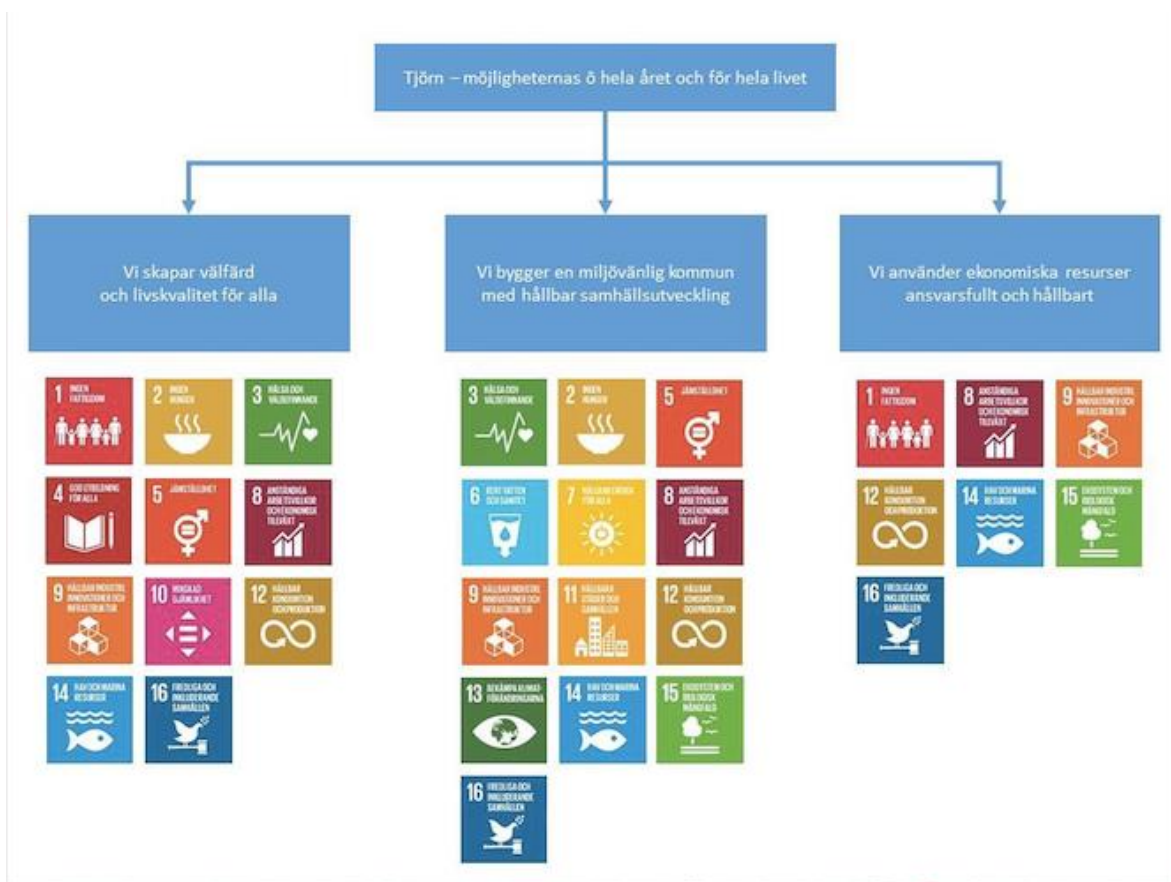 Tjörn – möjligheternas ö hela året och för hela livet
Vi skapar välfärd
och livskvalitet för alla
Vi bygger en miljövänlig kommun
med hållbar samhällsutveckling
Vi använder ekonomiska resurser
ansvarsfullt och hållbart
1 INGEN
FATTIGDOM
2 INGEN
HUNGER
3 HÄLSA OCH
VÄLBEFINNANDE
4 GOD UTBILDNING
FÖR ALLA
5 JÄMSTÄLLDHET
8 ANSTÄNDIGA
ARBETSVILLKOR
OCH EKONOMISK
TILLVÄXT
9 HÅLLBAR INDUSTRI,
INNOVATIONER OCH
INFRASTRUKTUR
10 MINSKAD
OJÄMLIKHET
12 HÅLLBAR
KONSUMTION
OCH PRODUKTION
14 HAV OCH MARINA
RESURSER
16 FREDLIGA OCH
INKLUDERANDE
SAMHÄLLEN
3 HÄLSA OCH
VÄLBEFINNANDE
2 INGEN
HUNGER
5 JÄMSTÄLLDHET
6 RENT VATTEN
OCH SANITET
7 HÅLLBAR ENERGI
FÖR ALLA
8 ANSTÄNDIGA
ARBETSVILLKOR
OCH EKONOMISK
TILLVÄXT
9 HÅLLBAR INDUSTRI,
INNOVATIONER OCH
INFRASTRUKTUR
11 HÅLLBARA
STÄDER OCH
SAMHÄLLEN
12 HÅLLBAR
KONSUMTION
OCH PRODUKTION
13 BEKÄMPA KLIMAT-
FÖRÄNDRINGARNA
14 HAV OCH MARINA
RESURSER
15 EKOSYSTEM OCH
BIOLOGISK
MÅNGFALD
16 FREDLIGA OCH
INKLUDERANDE
SAMHÄLLEN
1 INGEN
FATTIGDOM
8 ANSTÄNDIGA
ARBETSVILLKOR
OCH EKONOMISK
TILLVÄXT
9 HÅLLBAR INDUSTRI,
INNOVATIONER OCH
INFRASTRUKTUR
12 HÅLLBAR
KONSUMTION
OCH PRODUKTION
14 HAV OCH MARINA
RESURSER
15 EKOSYSTEM OCH
BIOLOGISK
MÅNGFALD
16 FREDLIGA OCH
INKLUDERANDE
SAMHÄLLEN